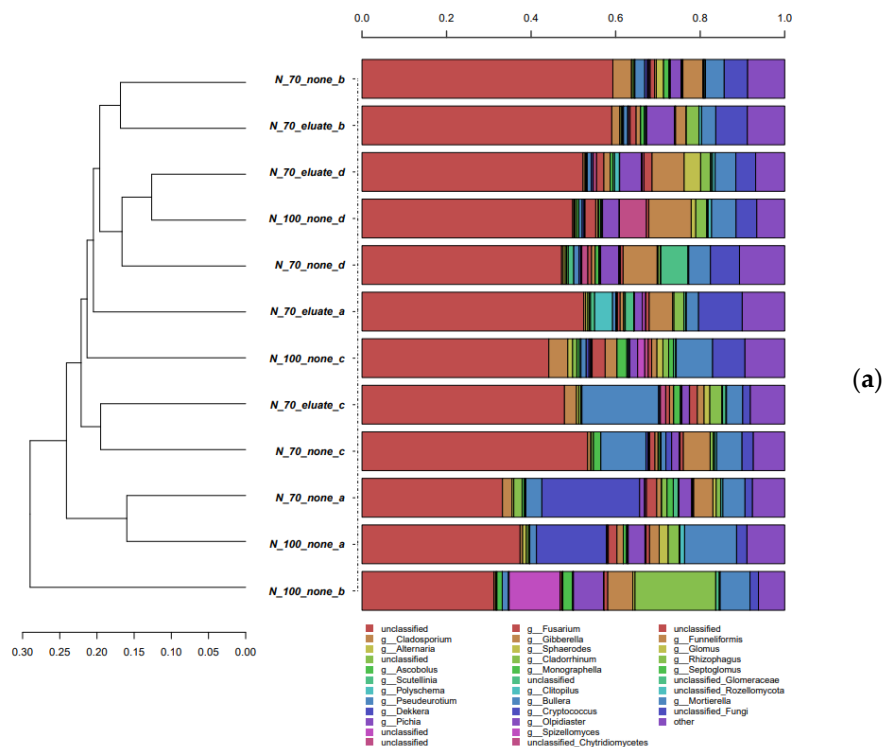 0.0 0.2 0.4 0.6 0.8 1.0
N_70_none_b
N_70_eluate_b
N_70_eluate_d
N_100_none_d
N_70_none_d
N_70_eluate_a
N_100_none_c
(a)
N_70_eluate_c
N_70_none_c
N_70_none_a
N_100_none_a
N_100_none_b
0.30 0.25 0.20 0.15 0.10 0.05 0.00
unclassified g__Fusarium unclassified
g__Cladosporium g__Gibberella g__Funneliformis
g__Alternaria g__Sphaerodes g__Glomus
unclassified g__Cladorrhinum g__Rhizophagus
g__Ascobolus g__Monographella g__Septoglomus
g__Scutellinia unclassified unclassified_Glomeraceae
g__Polyschema g__Clitopilus unclassified_Rozellomycota
g__Pseudeurotium g__Bullera g__Mortierella
g__Dekkera g__Cryptococcus unclassified_Fungi
g__Pichia g__Olpidiaster other
unclassified g__Spizellomyces
unclassified unclassified_Chytridiomycetes